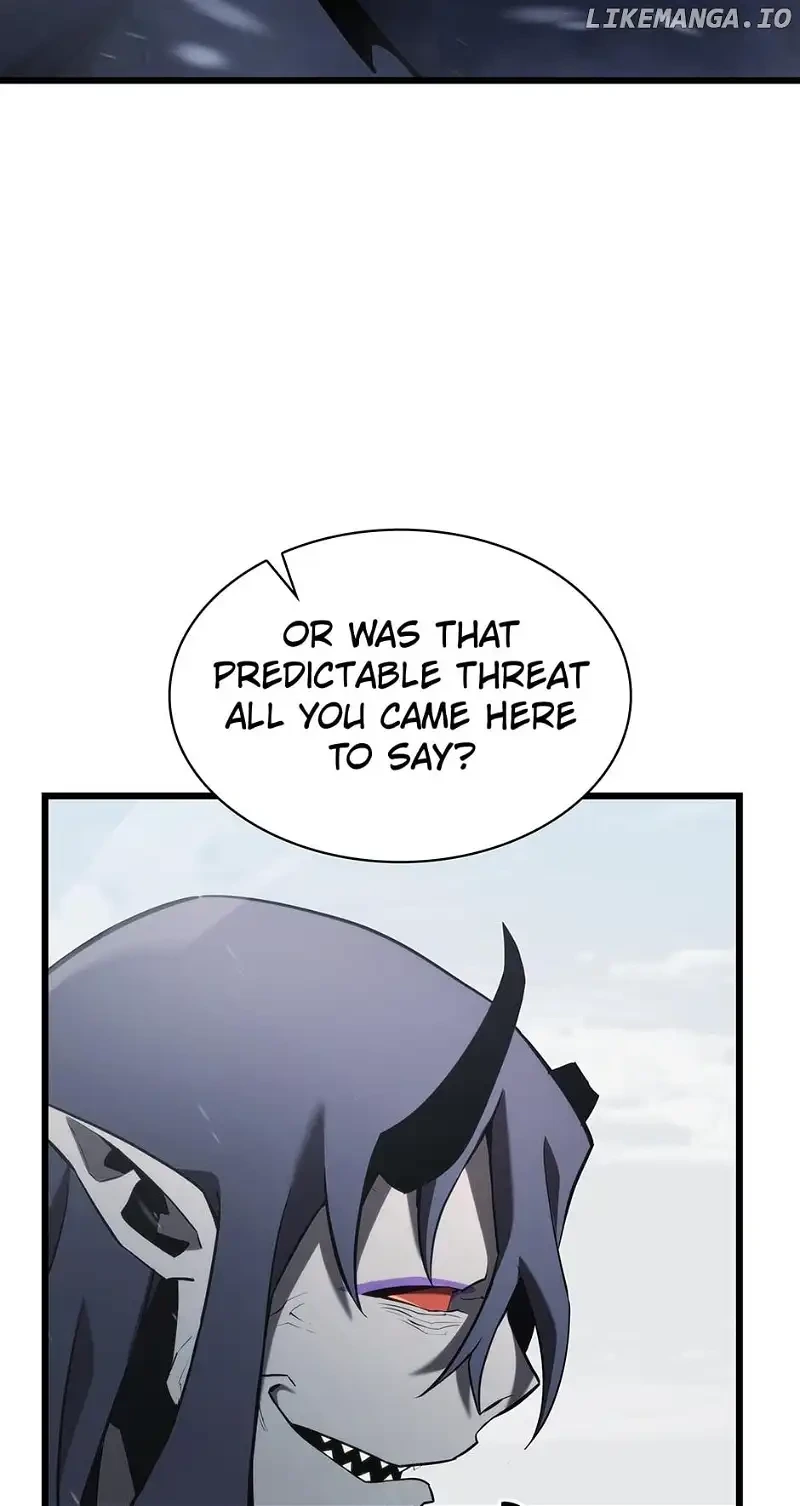 LIKEMANGA.IO
OR WAS THAT
PREDICTABLE THREAT
ALL YOU CAME HERE
TO SAY?